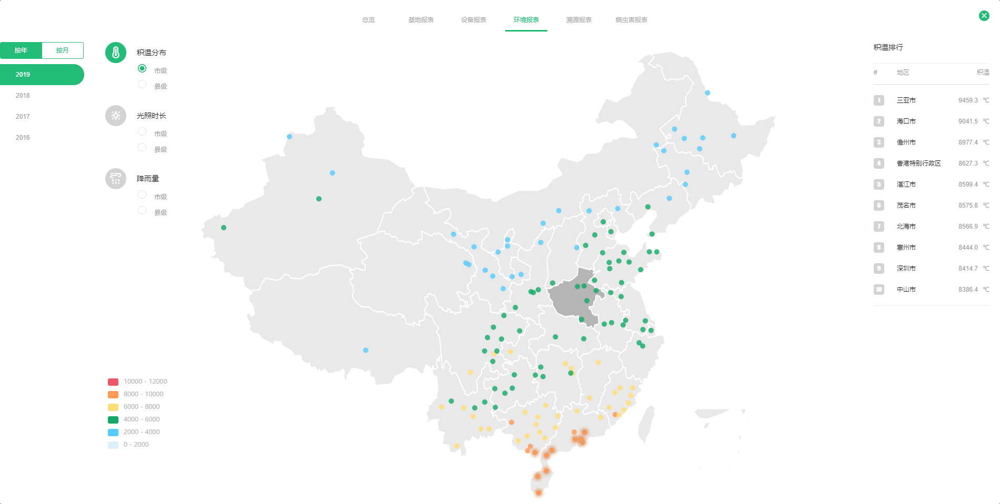 总览 基地报表 设备报表 环境报表 溯源报表 病虫害报表
按年 按月
2019
2018
2017
2016
积温分布
市级
县级
光照时长
市级
县级
降雨量
市级
县级
10000 - 12000
8000 - 10000
6000 - 8000
4000 - 6000
2000 - 4000
0 - 2000
积温排行
# 地区 积温
1 三亚市 9459.3 ℃
2 海口市 9041.5 ℃
3 儋州市 8977.4 ℃
4 香港特别行政区 8627.3 ℃
5 湛江市 8599.4 ℃
6 茂名市 8575.8 ℃
7 北海市 8566.9 ℃
8 惠州市 8444.0 ℃
9 深圳市 8414.7 ℃
10 中山市 8386.4 ℃